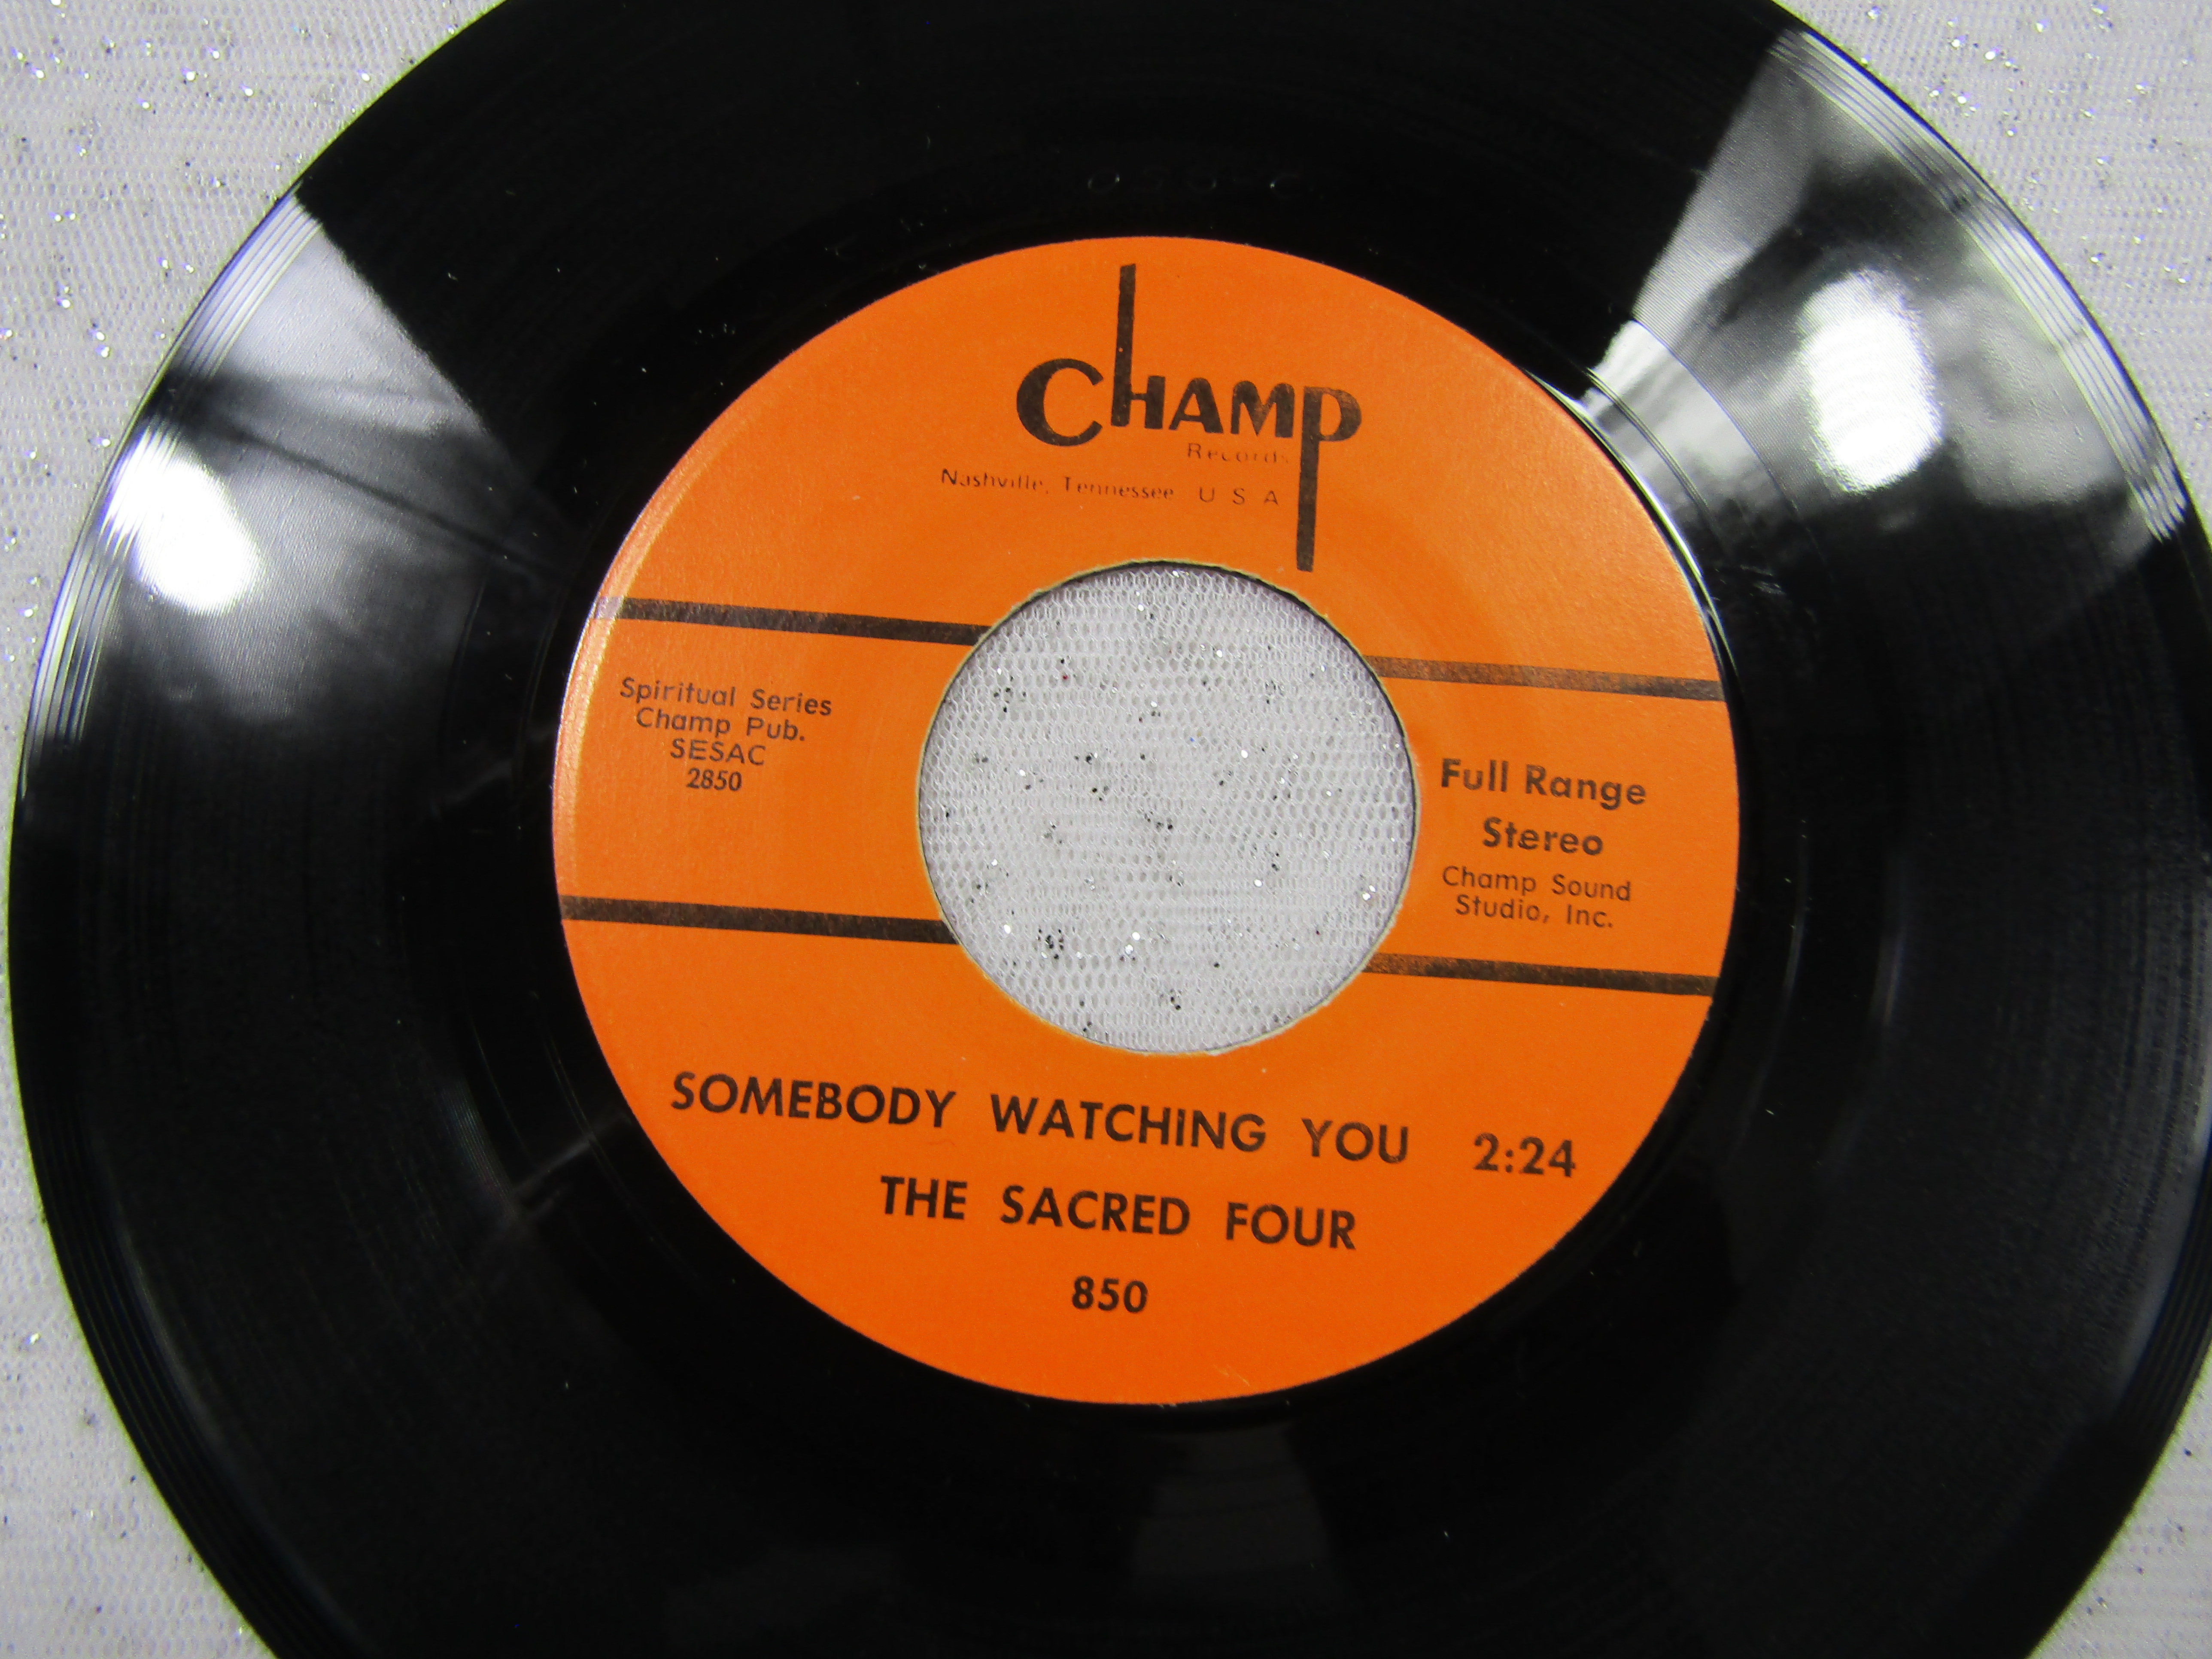 CHAMP
Records
Nashville, Tennessee U S A
Spiritual Series
Champ Pub.
SESAC
2850
Full Range
Stereo
Champ Sound
Studio, Inc.
SOMEBODY WATCHING YOU 2:24
THE SACRED FOUR
850